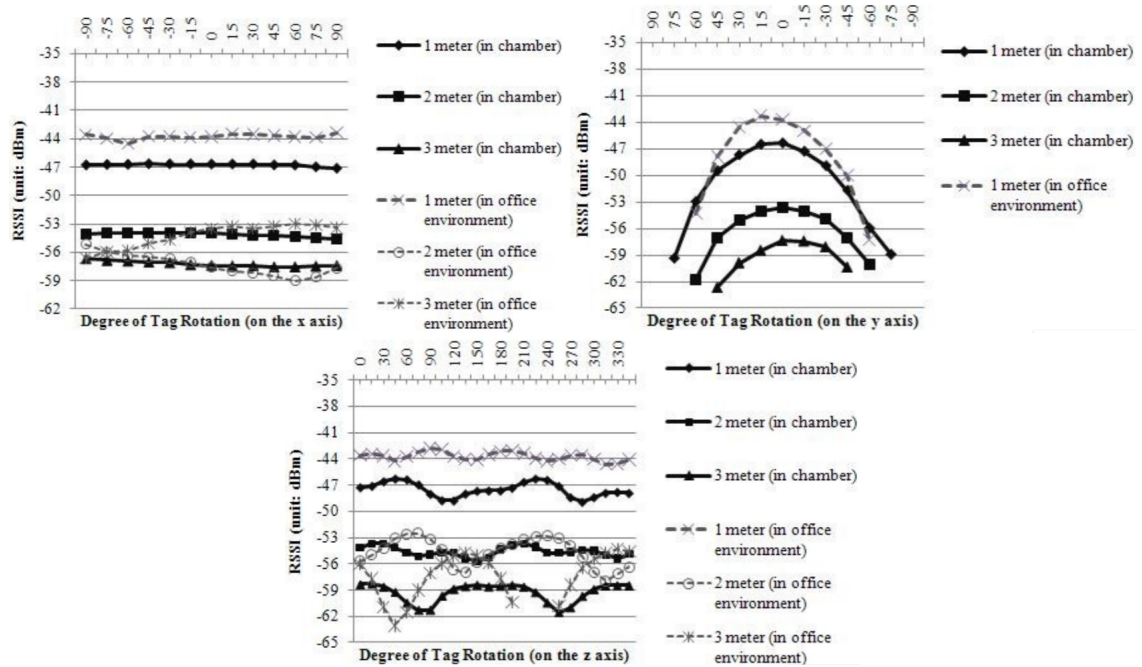 -90 -75 -60 -45 -30 -15 0 15 30 45 60 75 90
-35
-38
-41
-44
-47
-50
-53
-56
-59
-62
RSSI (unit: dBm)
Degree of Tag Rotation (on the x axis)
1 meter (in chamber)
2 meter (in chamber)
3 meter (in chamber)
1 meter (in office
environment)
2 meter (in office
environment)
3 meter (in office
environment)
90 75 60 45 30 15 0 -15 -30 -45 -60 -75 -90
-35
-38
-41
-44
-47
-50
-53
-56
-59
-62
-65
RSSI (unit: dBm)
Degree of Tag Rotation (on the y axis)
1 meter (in chamber)
2 meter (in chamber)
3 meter (in chamber)
1 meter (in office
environment)
0 30 60 90 120 150 180 210 240 270 300 330
-35
-38
-41
-44
-47
-50
-53
-56
-59
-62
-65
RSSI (unit: dBm)
Degree of Tag Rotation (on the z axis)
1 meter (in chamber)
2 meter (in chamber)
3 meter (in chamber)
1 meter (in office
environment)
2 meter (in office
environment)
3 meter (in office
environment)